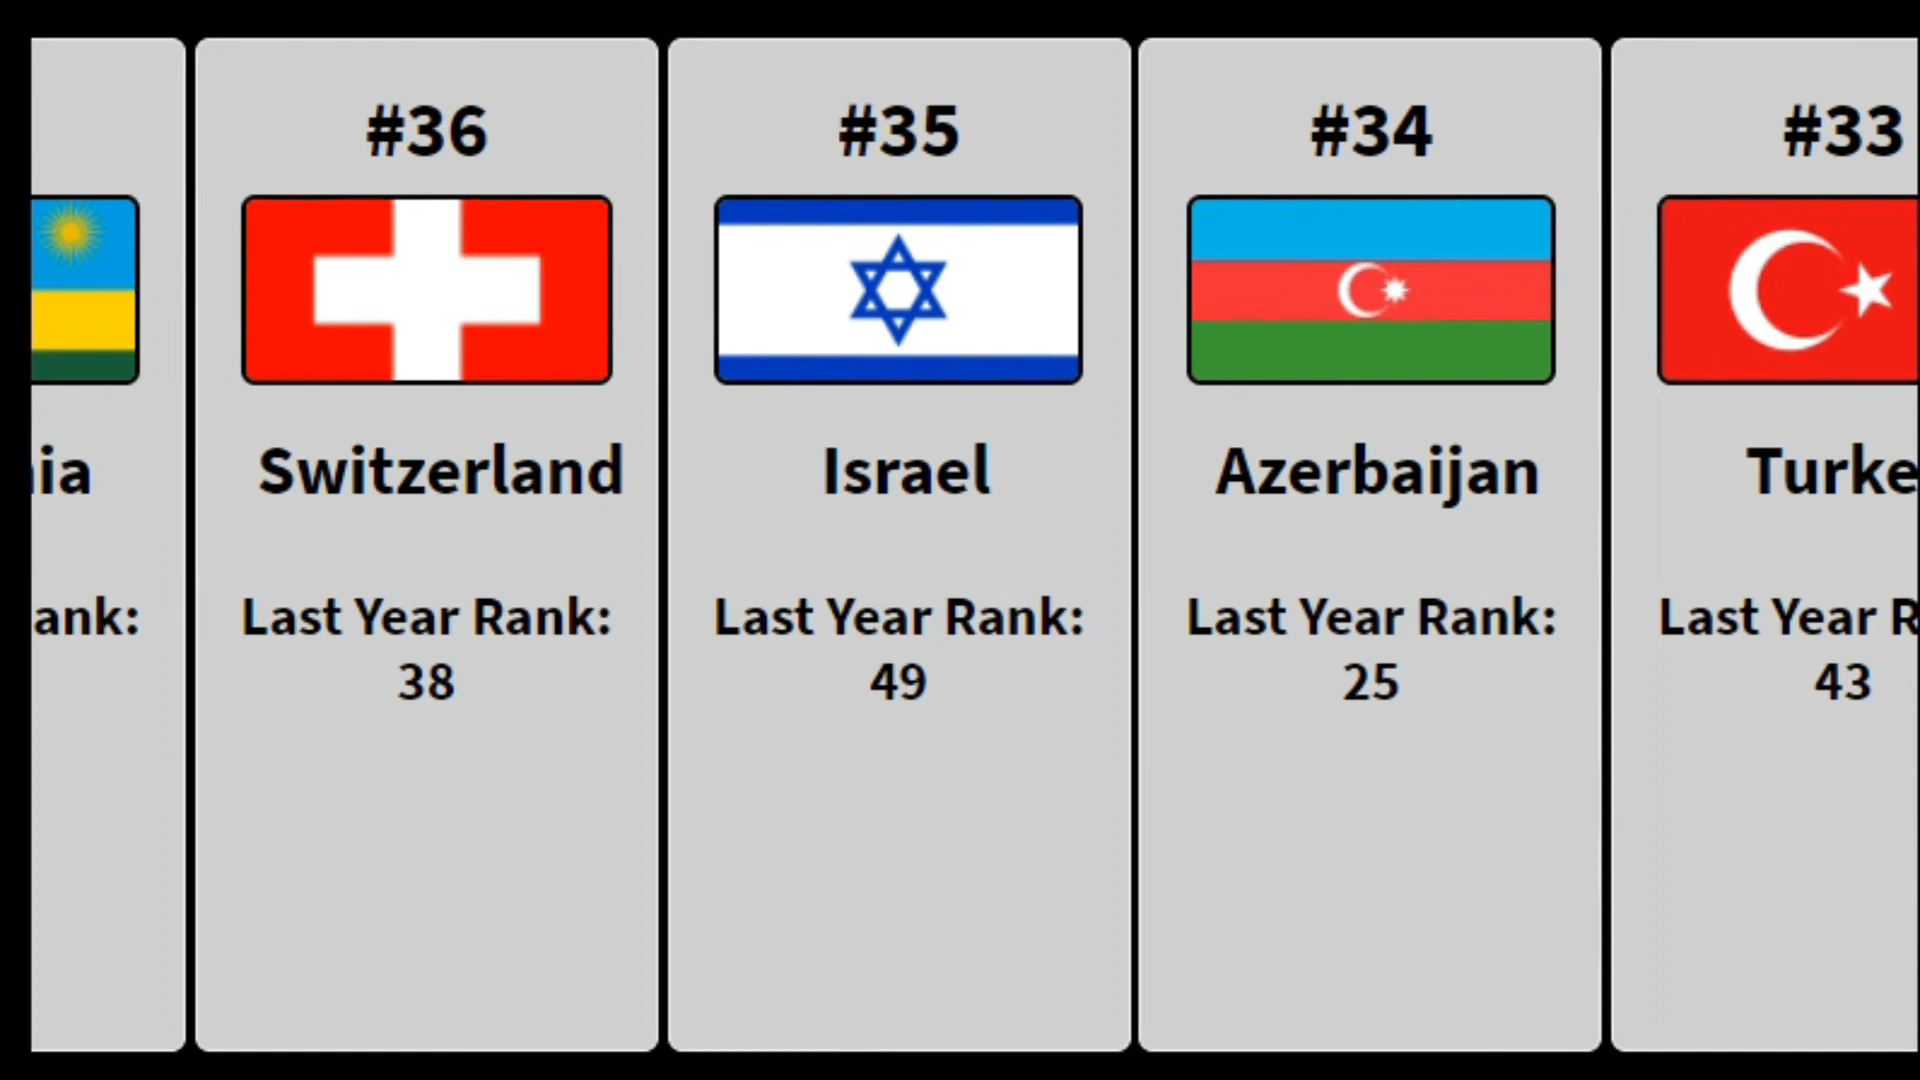 #36
#35
#34
#33
Switzerland
Israel
Azerbaijan
Turke
ank:
Last Year Rank:
38
Last Year Rank:
49
Last Year Rank:
25
Last Year R
43